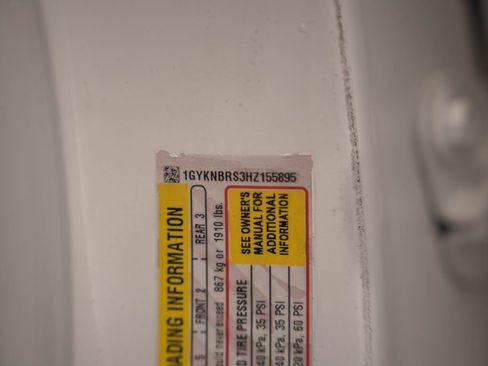 1GYKNBRS3HZ155895
ADING INFORMATION
5 FRONT 2 REAR 3
never exceed 867 kg or 1910 lbs.
SEE OWNER'S
MANUAL FOR
ADDITIONAL
INFORMATION
D TIRE PRESSURE
40 kPa, 35 PSI
40 kPa, 35 PSI
20 kPa, 60 PSI